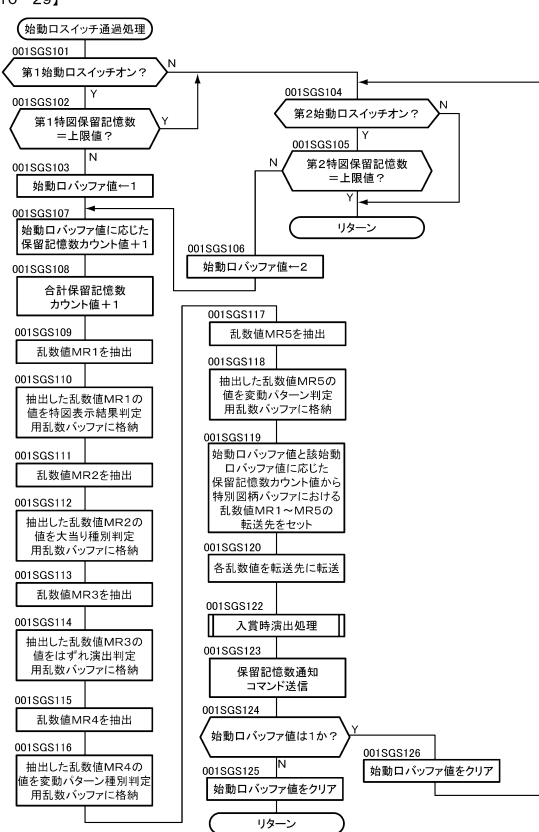 始動口スイッチ通過処理
001SGS101
第1始動口スイッチオン？
N
Y
001SGS102
第1特図保留記憶数
＝上限値？
Y
N
001SGS103
始動口バッファ値←1
001SGS104
第2始動口スイッチオン？
N
Y
001SGS105
第2特図保留記憶数
＝上限値？
N
Y
リターン
001SGS106
始動口バッファ値←2
001SGS107
始動口バッファ値に応じた
保留記憶数カウント値＋1
001SGS108
合計保留記憶数
カウント値＋1
001SGS109
乱数値MR1を抽出
001SGS110
抽出した乱数値MR1の
値を特図表示結果判定
用乱数バッファに格納
001SGS111
乱数値MR2を抽出
001SGS112
抽出した乱数値MR2の
値を大当り種別判定
用乱数バッファに格納
001SGS113
乱数値MR3を抽出
001SGS114
抽出した乱数値MR3の
値をはずれ演出判定
用乱数バッファに格納
001SGS115
乱数値MR4を抽出
001SGS116
抽出した乱数値MR4の
値を変動パターン種別判定
用乱数バッファに格納
001SGS117
乱数値MR5を抽出
001SGS118
抽出した乱数値MR5の
値を変動パターン判定
用乱数バッファに格納
001SGS119
始動口バッファ値と該始動
口バッファ値に応じた
保留記憶数カウント値から
特別図柄バッファにおける
乱数値MR1～MR5の
転送先をセット
001SGS120
各乱数値を転送先に転送
001SGS122
入賞時演出処理
001SGS123
保留記憶数通知
コマンド送信
001SGS124
始動口バッファ値は1か？
Y
N
001SGS125
始動口バッファ値をクリア
リターン
001SGS126
始動口バッファ値をクリア